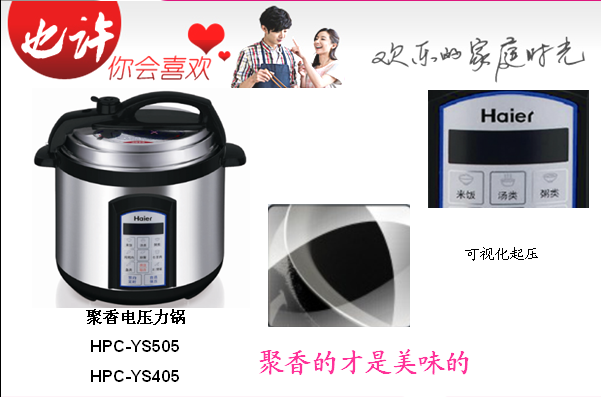 也许
你会喜欢
欢乐的家庭时光
Haier
米饭 汤类 粥类
Haier
可视化起压
聚香电压力锅
HPC-YS505
HPC-YS405
聚香的才是美味的